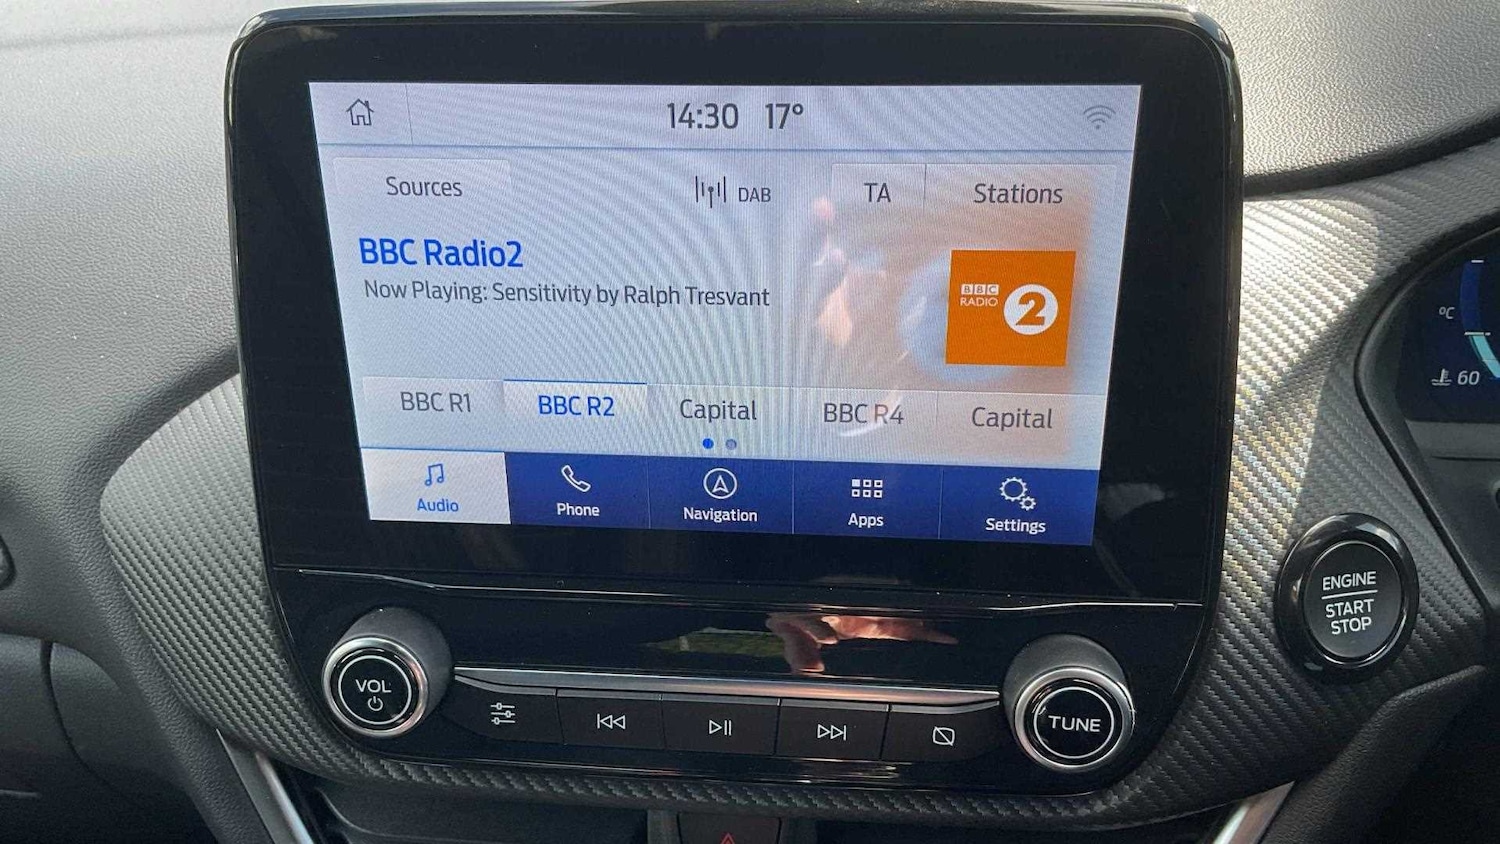 14:30 17°
Sources
DAB
TA
Stations
BBC Radio2
Now Playing: Sensitivity by Ralph Tresvant
BBC
RADIO
2
BBC R1
BBC R2
Capital
BBC R4
Capital
Audio
Phone
Navigation
Apps
Settings
°C
60
ENGINE
START
STOP
VOL
TUNE